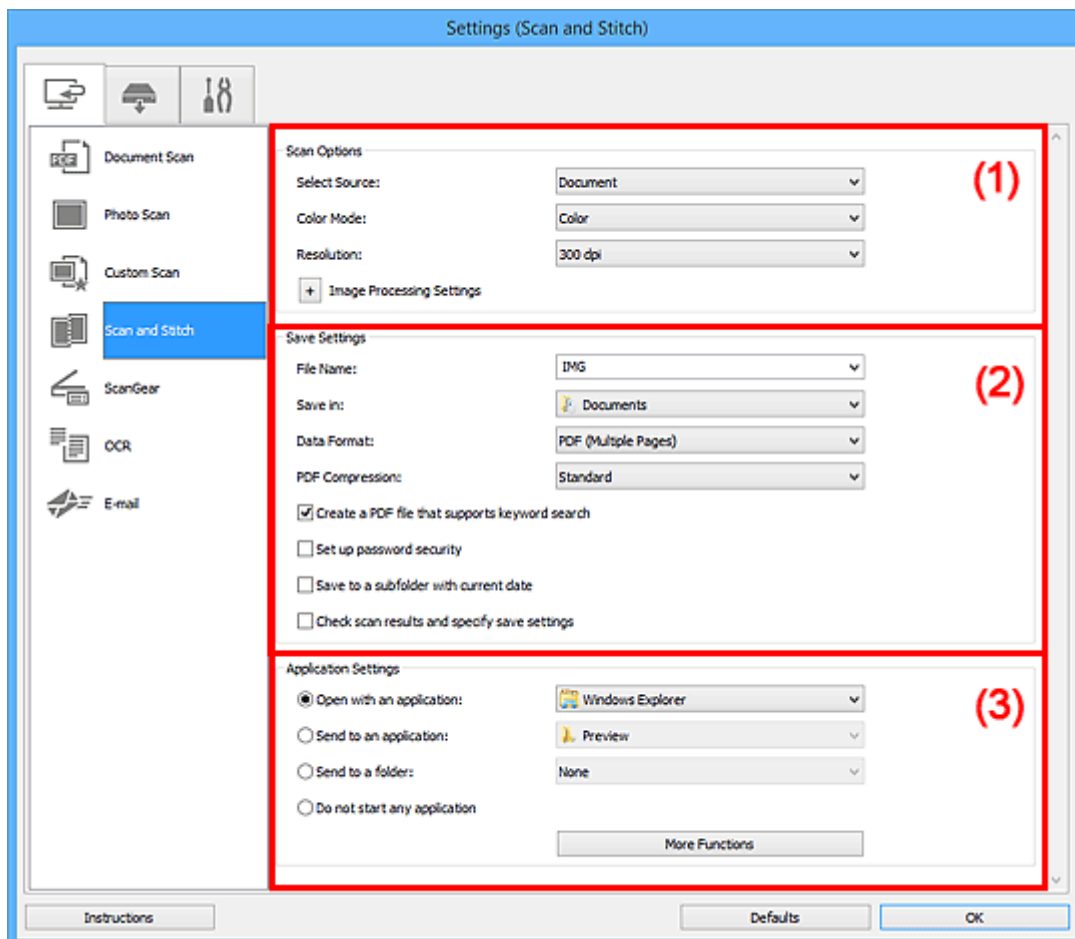 Settings (Scan and Stitch)
PDF
Document Scan
Photo Scan
Custom Scan
Scan and Stitch
ScanGear
OCR
E-mail
Scan Options
(1)
Select Source: Document
Color Mode: Color
Resolution: 300 dpi
+ Image Processing Settings
Save Settings
(2)
File Name: IMG
Save in: Documents
Data Format: PDF (Multiple Pages)
PDF Compression: Standard
Create a PDF file that supports keyword search
Set up password security
Save to a subfolder with current date
Check scan results and specify save settings
Application Settings
(3)
Open with an application: Windows Explorer
Send to an application: Preview
Send to a folder: None
Do not start any application
More Functions
Instructions Defaults OK